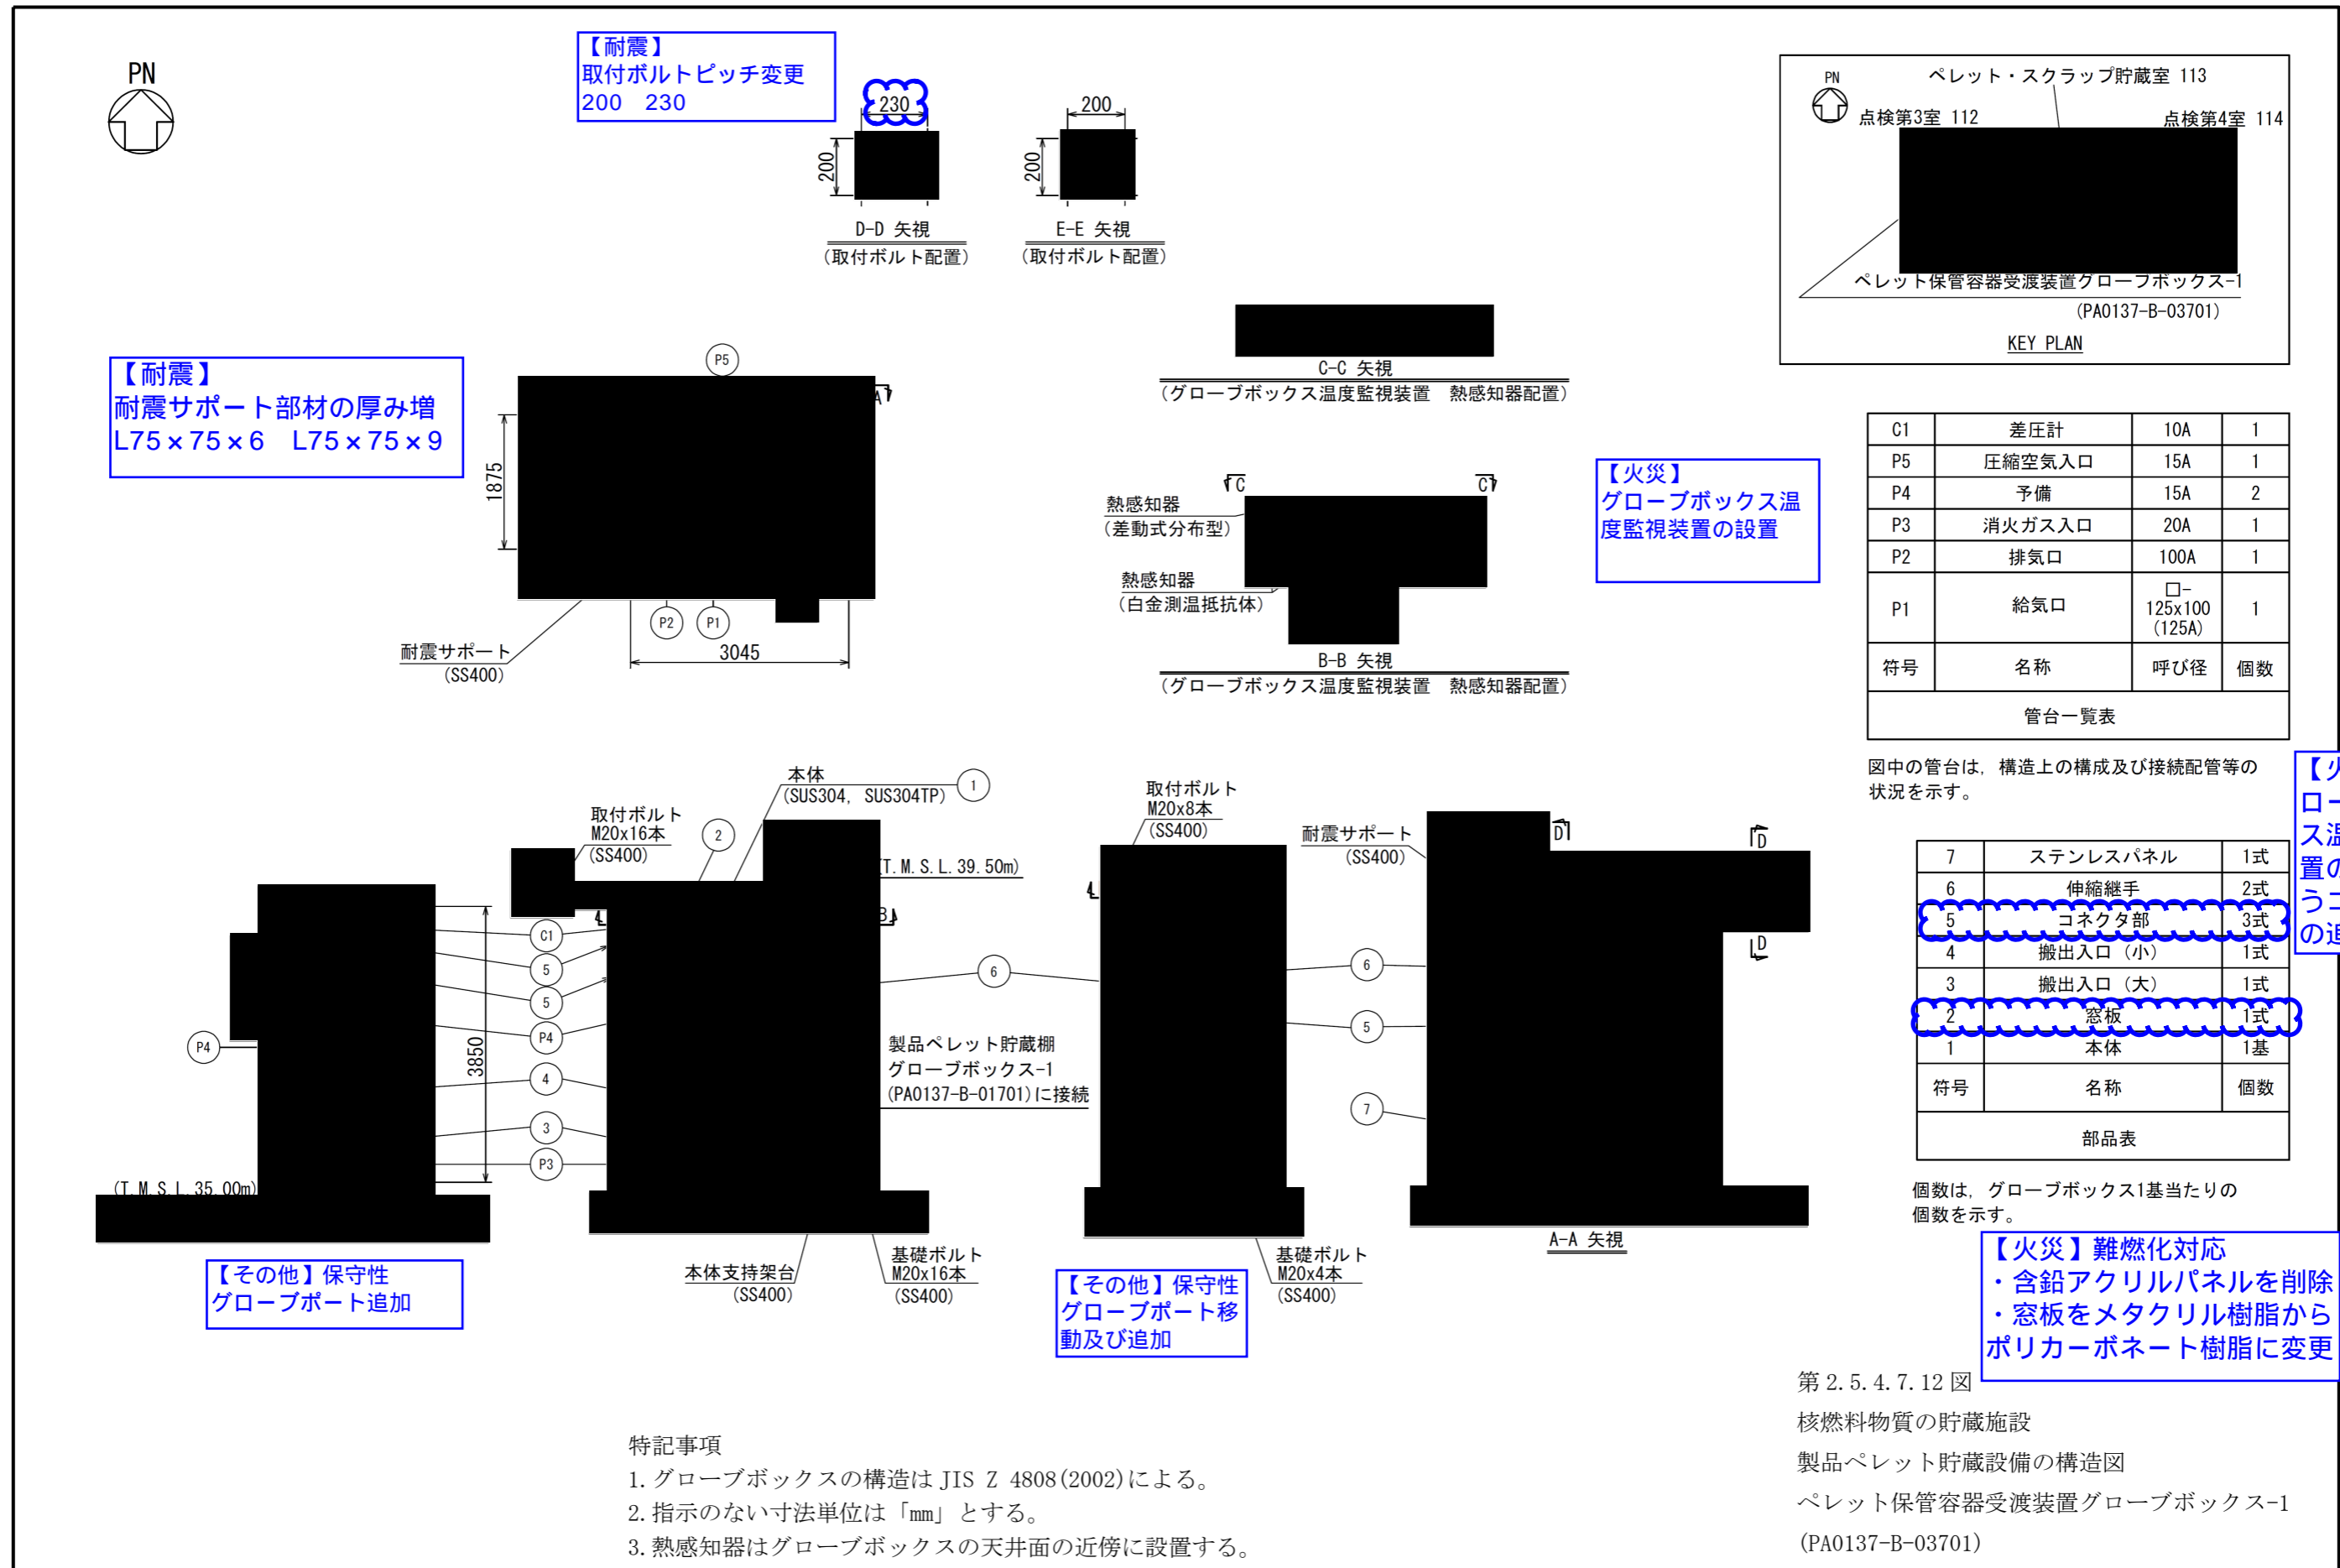 PN
【耐震】
取付ボルトピッチ変更
200　230
230
200
D-D 矢視
(取付ボルト配置)
200
200
E-E 矢視
(取付ボルト配置)
PN
ペレット・スクラップ貯蔵室 113
点検第3室 112
点検第4室 114
ペレット保管容器受渡装置グローブボックス-1
(PA0137-B-03701)
KEY PLAN
【耐震】
耐震サポート部材の厚み増
L75×75×6　L75×75×9
P5
A
1875
P2
P1
3045
耐震サポート
(SS400)
C-C 矢視
(グローブボックス温度監視装置　熱感知器配置)
C
C
熱感知器
(差動式分布型)
熱感知器
(白金測温抵抗体)
B-B 矢視
(グローブボックス温度監視装置　熱感知器配置)
【火災】
グローブボックス温
度監視装置の設置
C1 差圧計 10A 1
P5 圧縮空気入口 15A 1
P4 予備 15A 2
P3 消火ガス入口 20A 1
P2 排気口 100A 1
P1 給気口 □-125x100(125A) 1
符号 名称 呼び径 個数
管台一覧表
図中の管台は, 構造上の構成及び接続配管等の
状況を示す。
7 ステンレスパネル 1式
6 伸縮継手 2式
5 コネクタ部 3式
4 搬出入口 (小) 1式
3 搬出入口 (大) 1式
2 窓板 1式
1 本体 1基
符号 名称 個数
部品表
個数は, グローブボックス1基当たりの
個数を示す。
ロー
ス温
置の
うコ
の追
【火災】難燃化対応
・含鉛アクリルパネルを削除
・窓板をメタクリル樹脂から
ポリカーボネート樹脂に変更
本体
(SUS304, SUS304TP)
1
取付ボルト
M20x16本
(SS400)
2
T.M.S.L.39.50m)
B
C1
5
5
P4
4
3
P3
P4
3850
(T.M.S.L.35.00m)
6
製品ペレット貯蔵棚
グローブボックス-1
(PA0137-B-01701)に接続
取付ボルト
M20x8本
(SS400)
耐震サポート
(SS400)
D
D
D
6
5
7
A-A 矢視
本体支持架台
(SS400)
基礎ボルト
M20x16本
(SS400)
基礎ボルト
M20x4本
(SS400)
【その他】保守性
グローブポート追加
【その他】保守性
グローブポート移
動及び追加
特記事項
1.グローブボックスの構造は JIS Z 4808(2002)による。
2.指示のない寸法単位は「mm」とする。
3.熱感知器はグローブボックスの天井面の近傍に設置する。
第 2.5.4.7.12 図
核燃料物質の貯蔵施設
製品ペレット貯蔵設備の構造図
ペレット保管容器受渡装置グローブボックス-1
(PA0137-B-03701)